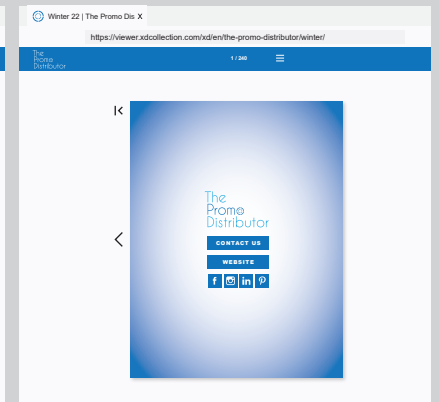 Winter 22 | The Promo Dis X
https://viewer.xdcollection.com/xd/en/the-promo-distributor/winter/
The
Promo
Distributor
1 / 240
The
Promo
Distributor
CONTACT US
WEBSITE
f
in